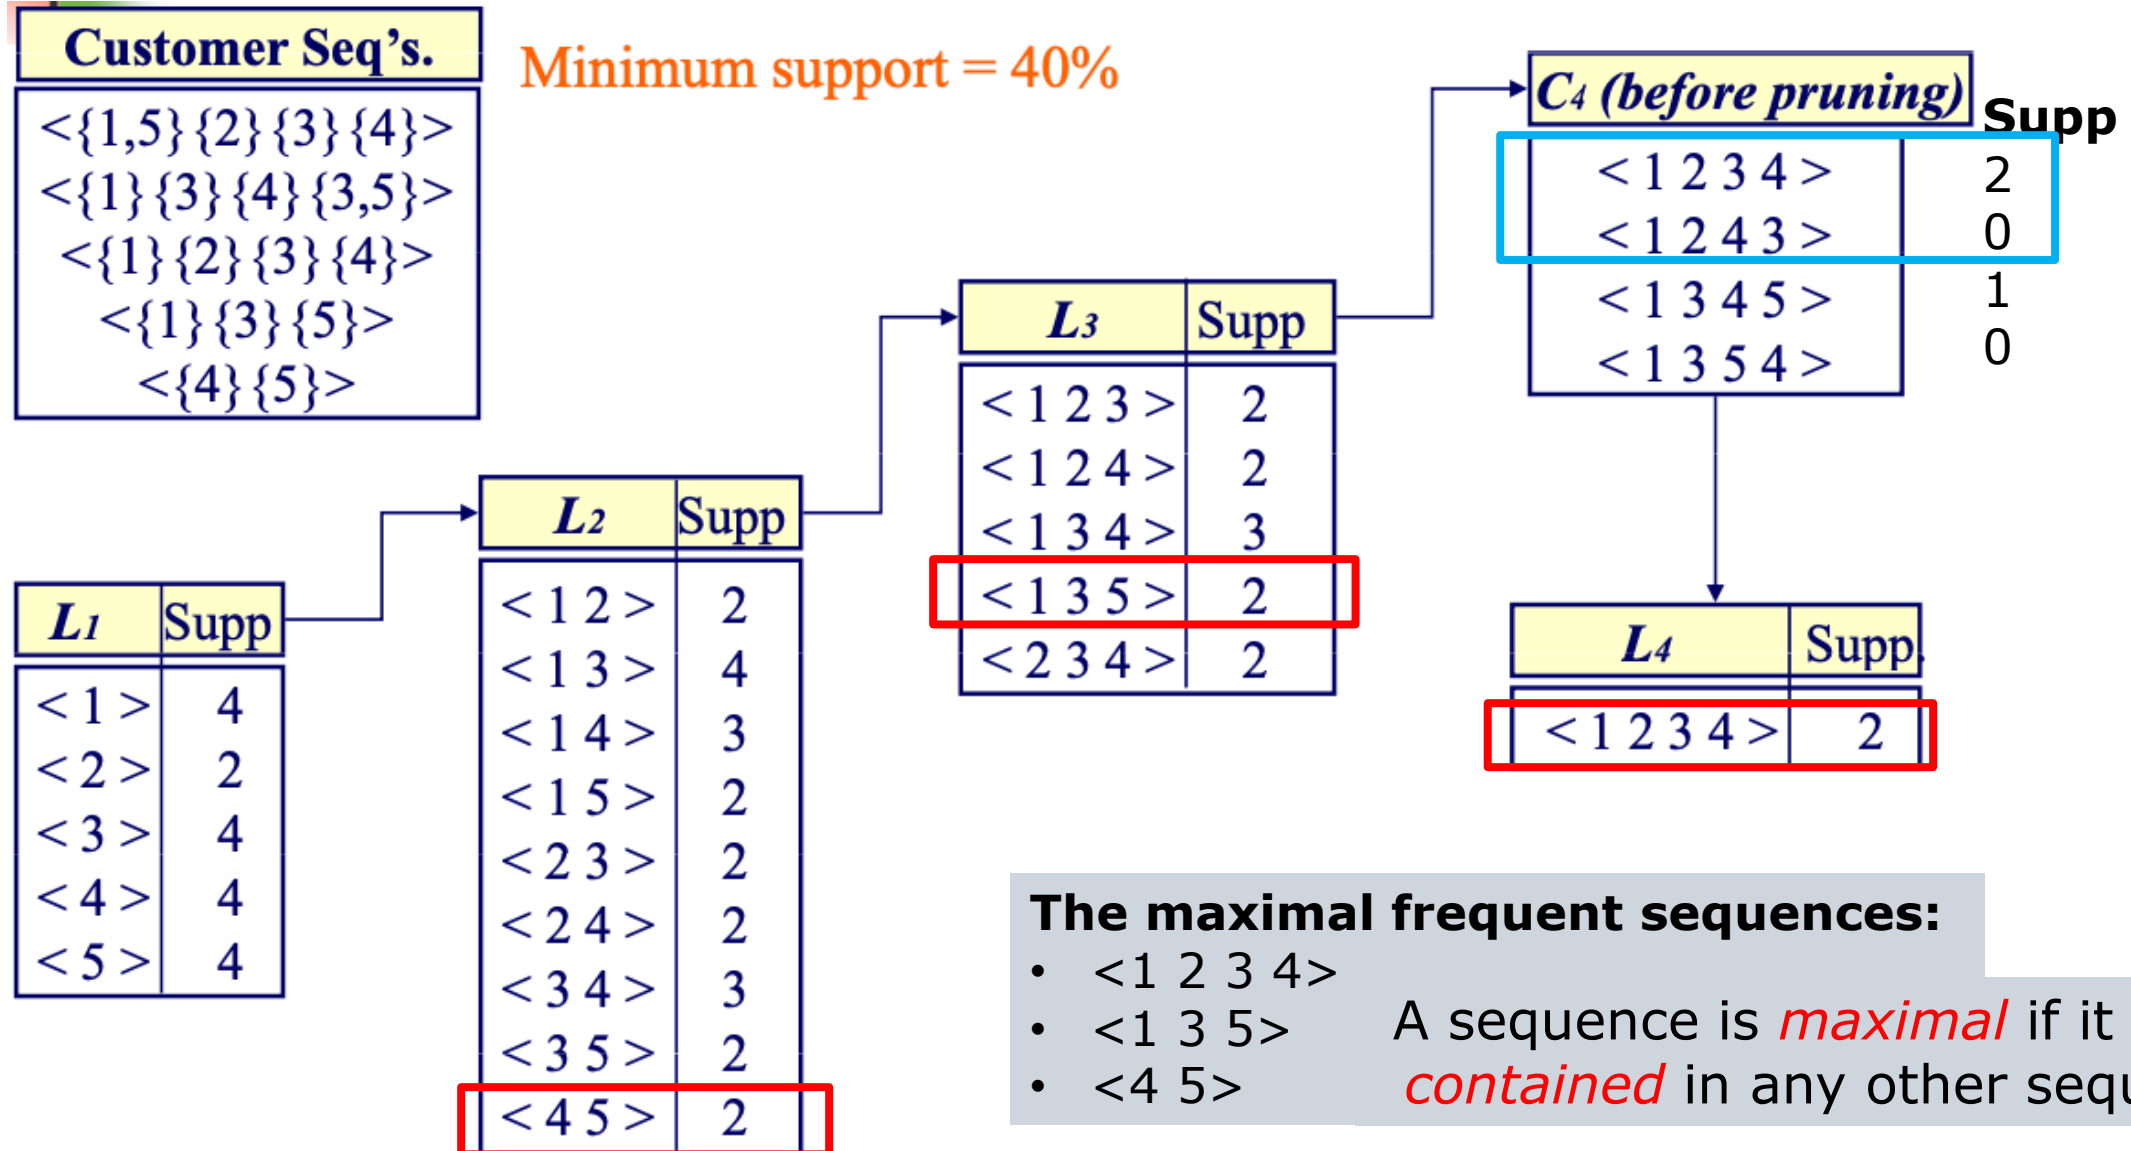 Customer Seq's.
<{1,5}{2}{3}{4}>
<{1}{3}{4}{3,5}>
<{1}{2}{3}{4}>
<{1}{3}{5}>
<{4}{5}>
Minimum support = 40%
L1 Supp
<1> 4
<2> 2
<3> 4
<4> 4
<5> 4
L2 Supp
<1 2> 2
<1 3> 4
<1 4> 3
<1 5> 2
<2 3> 2
<2 4> 2
<3 4> 3
<3 5> 2
<4 5> 2
L3 Supp
<1 2 3> 2
<1 2 4> 2
<1 3 4> 3
<1 3 5> 2
<2 3 4> 2
C4 (before pruning) Supp
<1 2 3 4> 2
<1 2 4 3> 0
<1 3 4 5> 1
<1 3 5 4> 0
L4 Supp.
<1 2 3 4> 2
The maximal frequent sequences:
• <1 2 3 4>
• <1 3 5>
• <4 5>
A sequence is maximal if it
contained in any other sequ